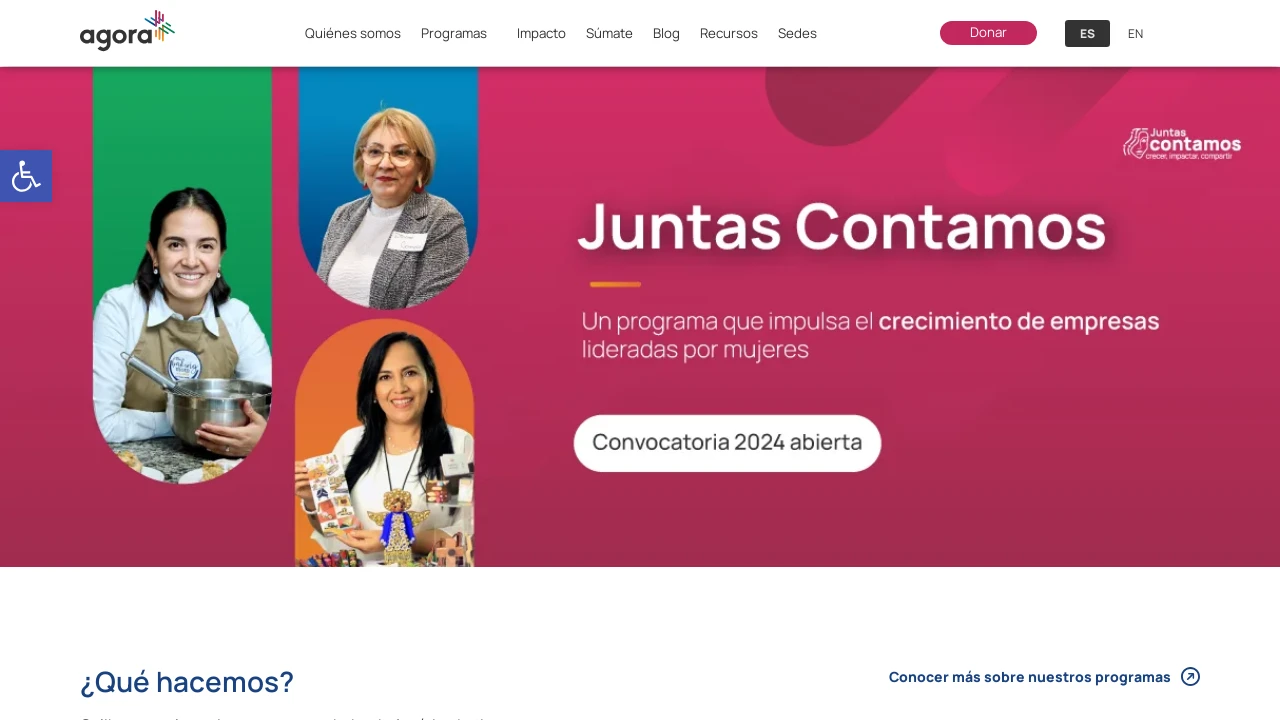 agora
Quiénes somos
Programas
Impacto
Súmate
Blog
Recursos
Sedes
Donar
ES
EN
Juntas
contamos
crecer, impactar, compartir
Juntas Contamos
Un programa que impulsa el crecimiento de empresas
lideradas por mujeres
Convocatoria 2024 abierta
¿Qué hacemos?
Conocer más sobre nuestros programas